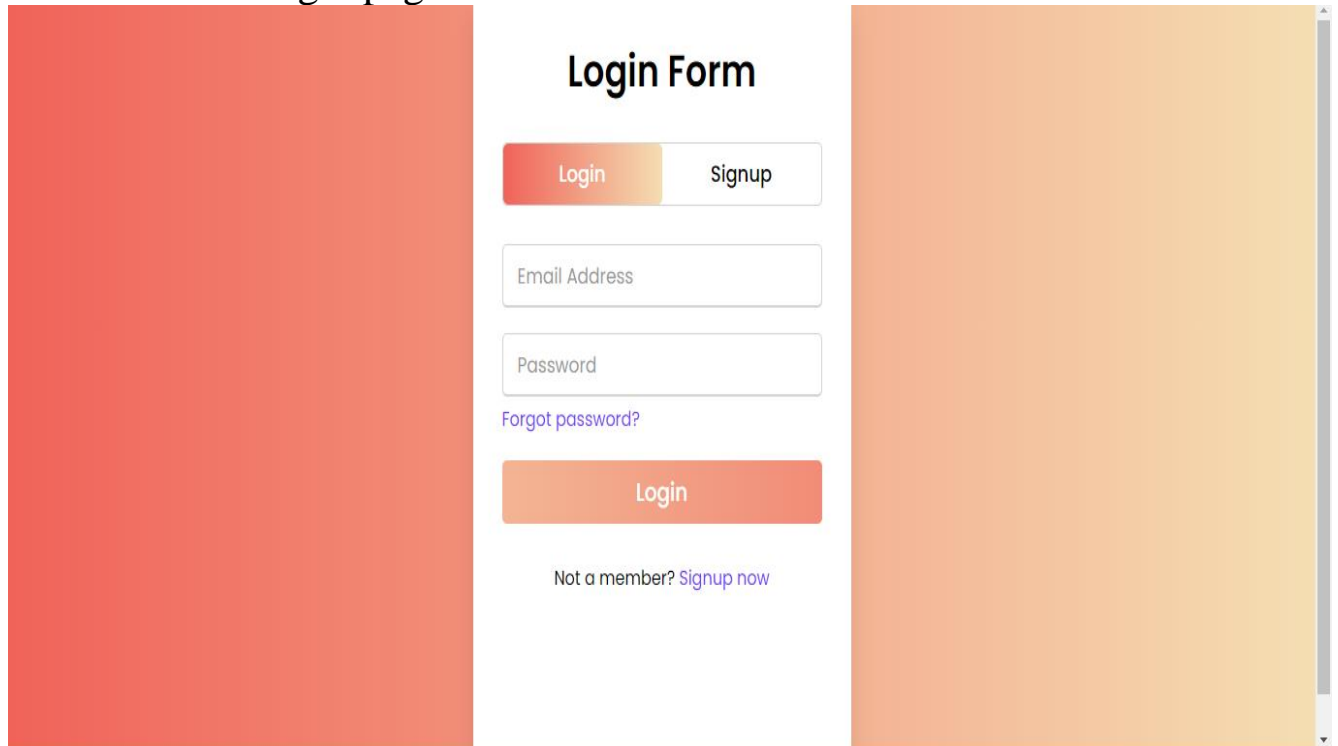 Login Form
Login Signup
Email Address
Password
Forgot password?
Login
Not a member? Signup now